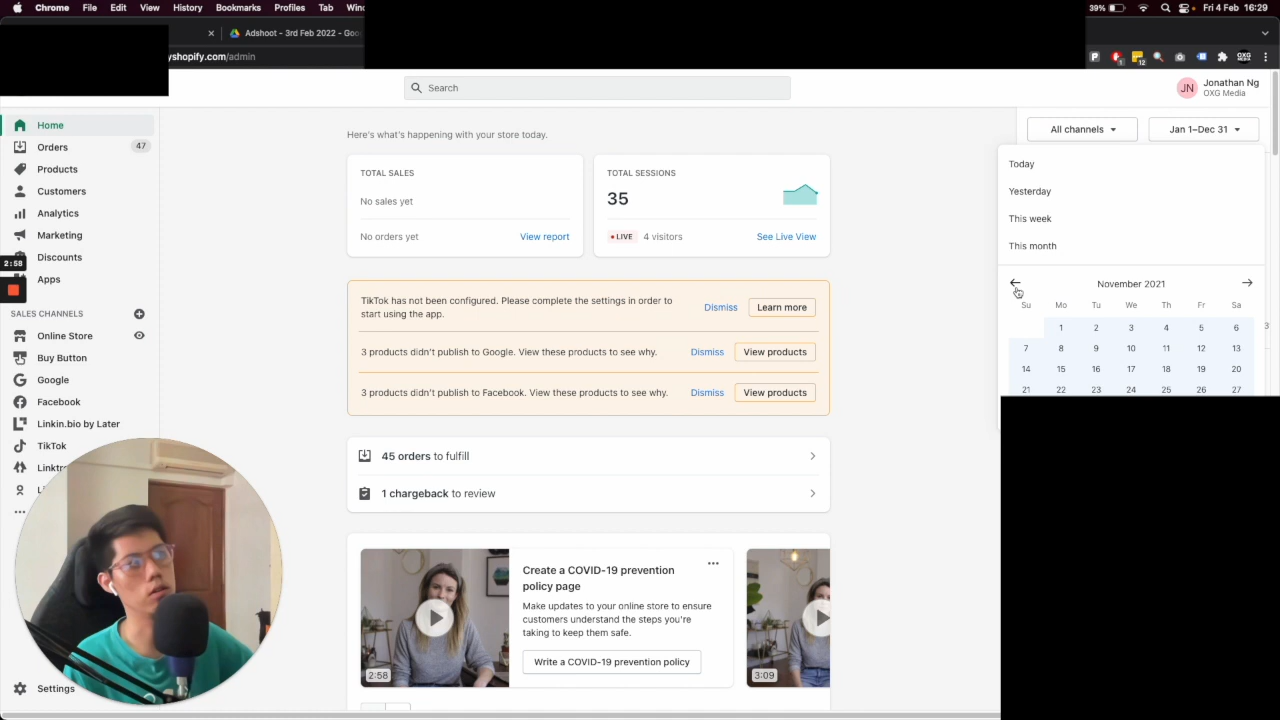 Chrome File Edit View History Bookmarks Profiles Tab
39% Fri 4 Feb 16:29
Adshoot - 3rd Feb 2022 - Goo
yshopify.com/admin
Search
JN
Jonathan Ng
OXG Media
Home
Orders 47
Products
Customers
Analytics
Marketing
Discounts
Apps
2:58
SALES CHANNELS
Online Store
Buy Button
Google
Facebook
Linkin.bio by Later
TikTok
Settings
Here's what's happening with your store today.
TOTAL SALES
No sales yet
No orders yet View report
TOTAL SESSIONS
35
LIVE 4 visitors See Live View
TikTok has not been configured. Please complete the settings in order to
start using the app.
Dismiss Learn more
3 products didn't publish to Google. View these products to see why. Dismiss View products
3 products didn't publish to Facebook. View these products to see why. Dismiss View products
45 orders to fulfill
1 chargeback to review
2:58
Create a COVID-19 prevention
policy page
Make updates to your online store to ensure
customers understand the steps you're
taking to keep them safe.
Write a COVID-19 prevention policy
3:09
All channels Jan 1–Dec 31
Today
Yesterday
This week
This month
November 2021
Su Mo Tu We Th Fr Sa
1 2 3 4 5 6
7 8 9 10 11 12 13
14 15 16 17 18 19 20
21 22 23 24 25 26 27